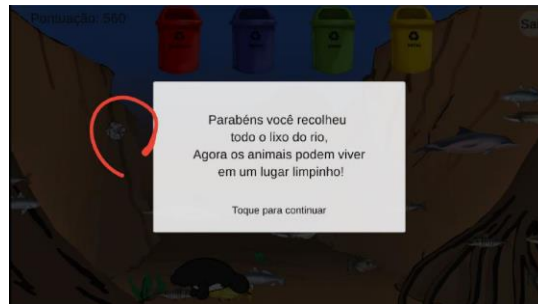 Pontuação: 560
Sa
Parabéns você recolheu
todo o lixo do rio,
Agora os animais podem viver
em um lugar limpinho!
Toque para continuar